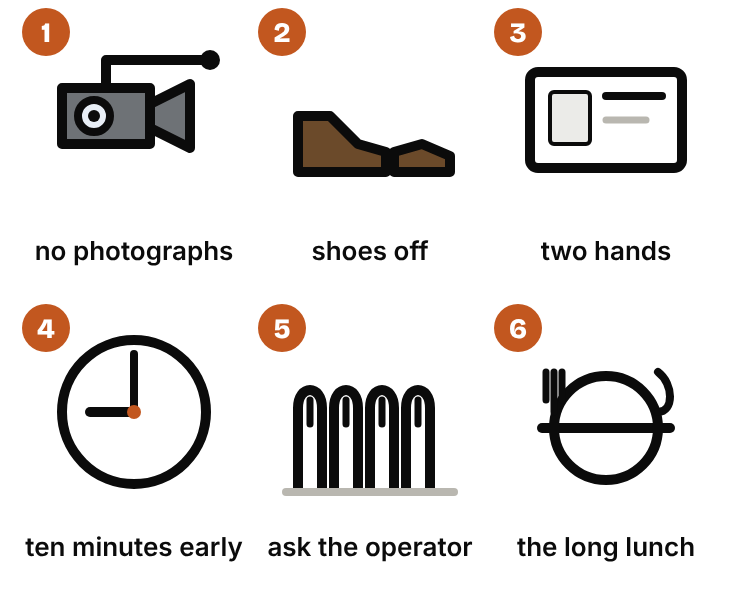 1
2
3
no photographs
shoes off
two hands
4
5
6
ten minutes early
ask the operator
the long lunch